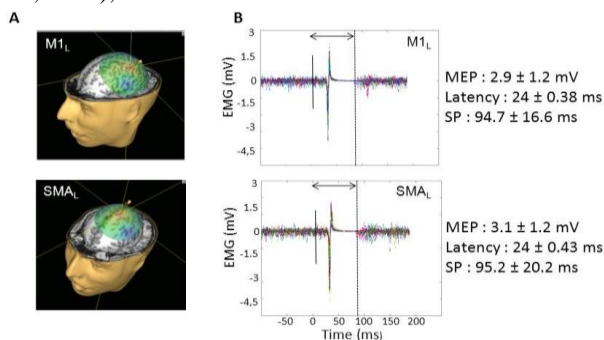 A
B
M1L
M1L
3
1.5
0
-1.5
-3
-4,5
EMG (mV)
MEP : 2.9 ± 1.2 mV
Latency : 24 ± 0.38 ms
SP : 94.7 ± 16.6 ms
SMAL
SMAL
3
1.5
0
-1.5
-3
-4.5
EMG (mV)
MEP : 3.1 ± 1.2 mV
Latency : 24 ± 0.43 ms
SP : 95.2 ± 20.2 ms
-50 0 50 100 150 200
Time (ms)